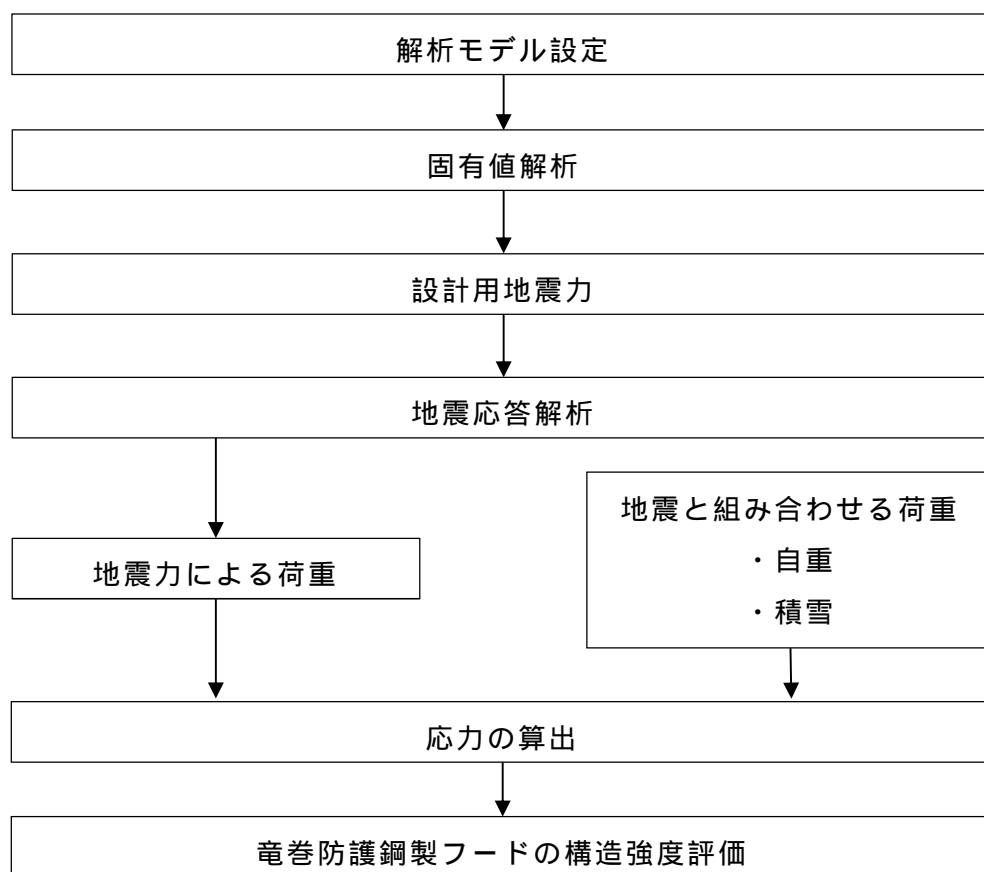 解析モデル設定
固有値解析
設計用地震力
地震応答解析
地震力による荷重
地震と組み合わせる荷重
・自重
・積雪
応力の算出
竜巻防護鋼製フードの構造強度評価